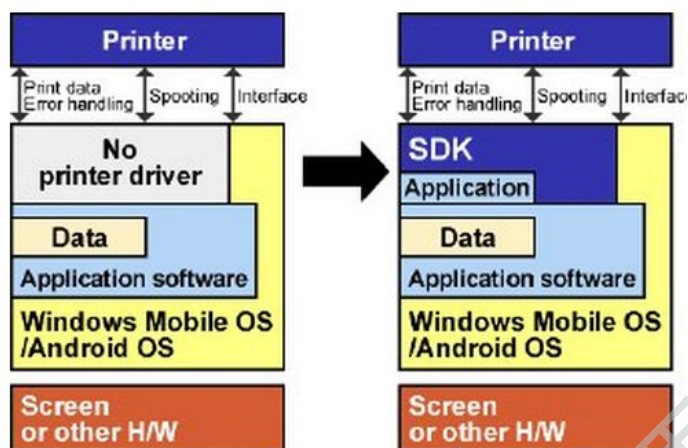 Printer
Print data
Error handling
Spooting
Interface
No
printer driver
Data
Application software
Windows Mobile OS
/Android OS
Screen
or other H/W
Printer
Print data
Error handling
Spooting
Interface
SDK
Application
Data
Application software
Windows Mobile OS
/Android OS
Screen
or other H/W